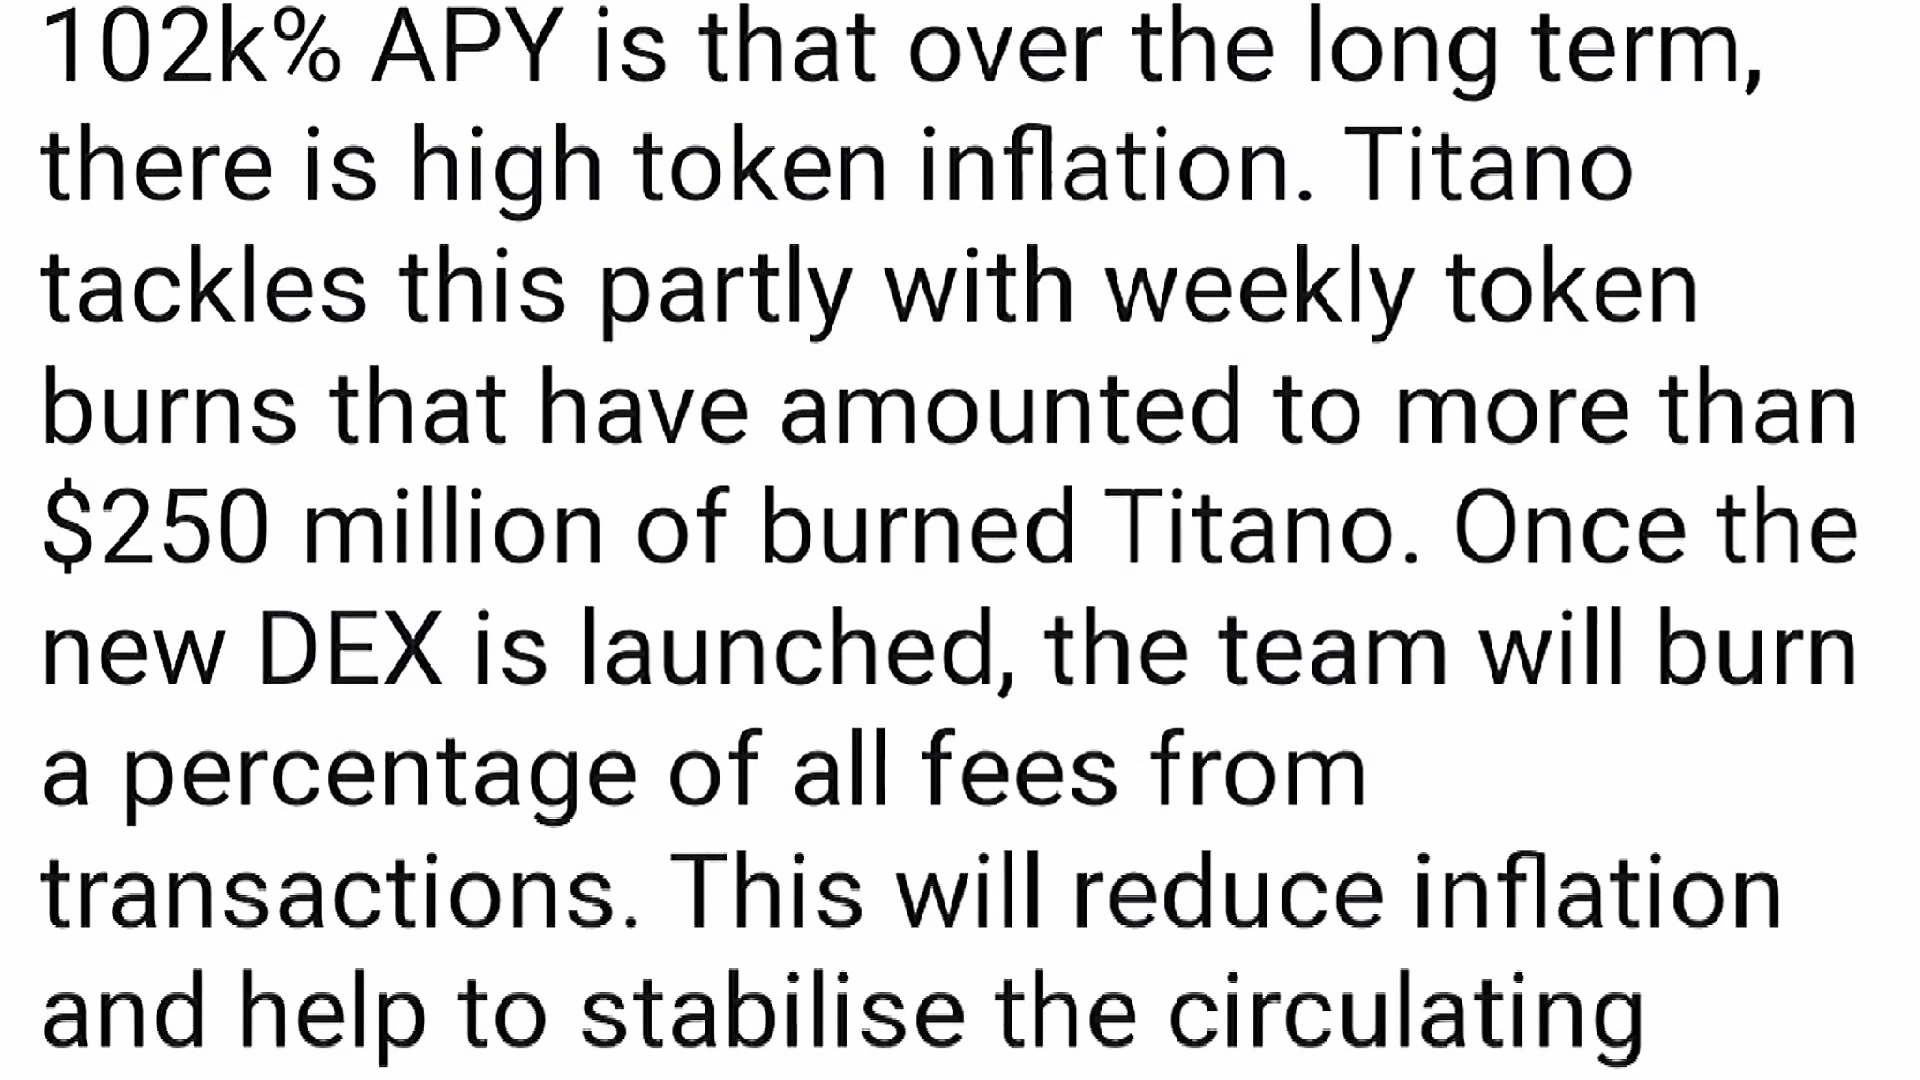 102k% APY is that over the long term,
there is high token inflation. Titano
tackles this partly with weekly token
burns that have amounted to more than
$250 million of burned Titano. Once the
new DEX is launched, the team will burn
a percentage of all fees from
transactions. This will reduce inflation
and help to stabilise the circulating